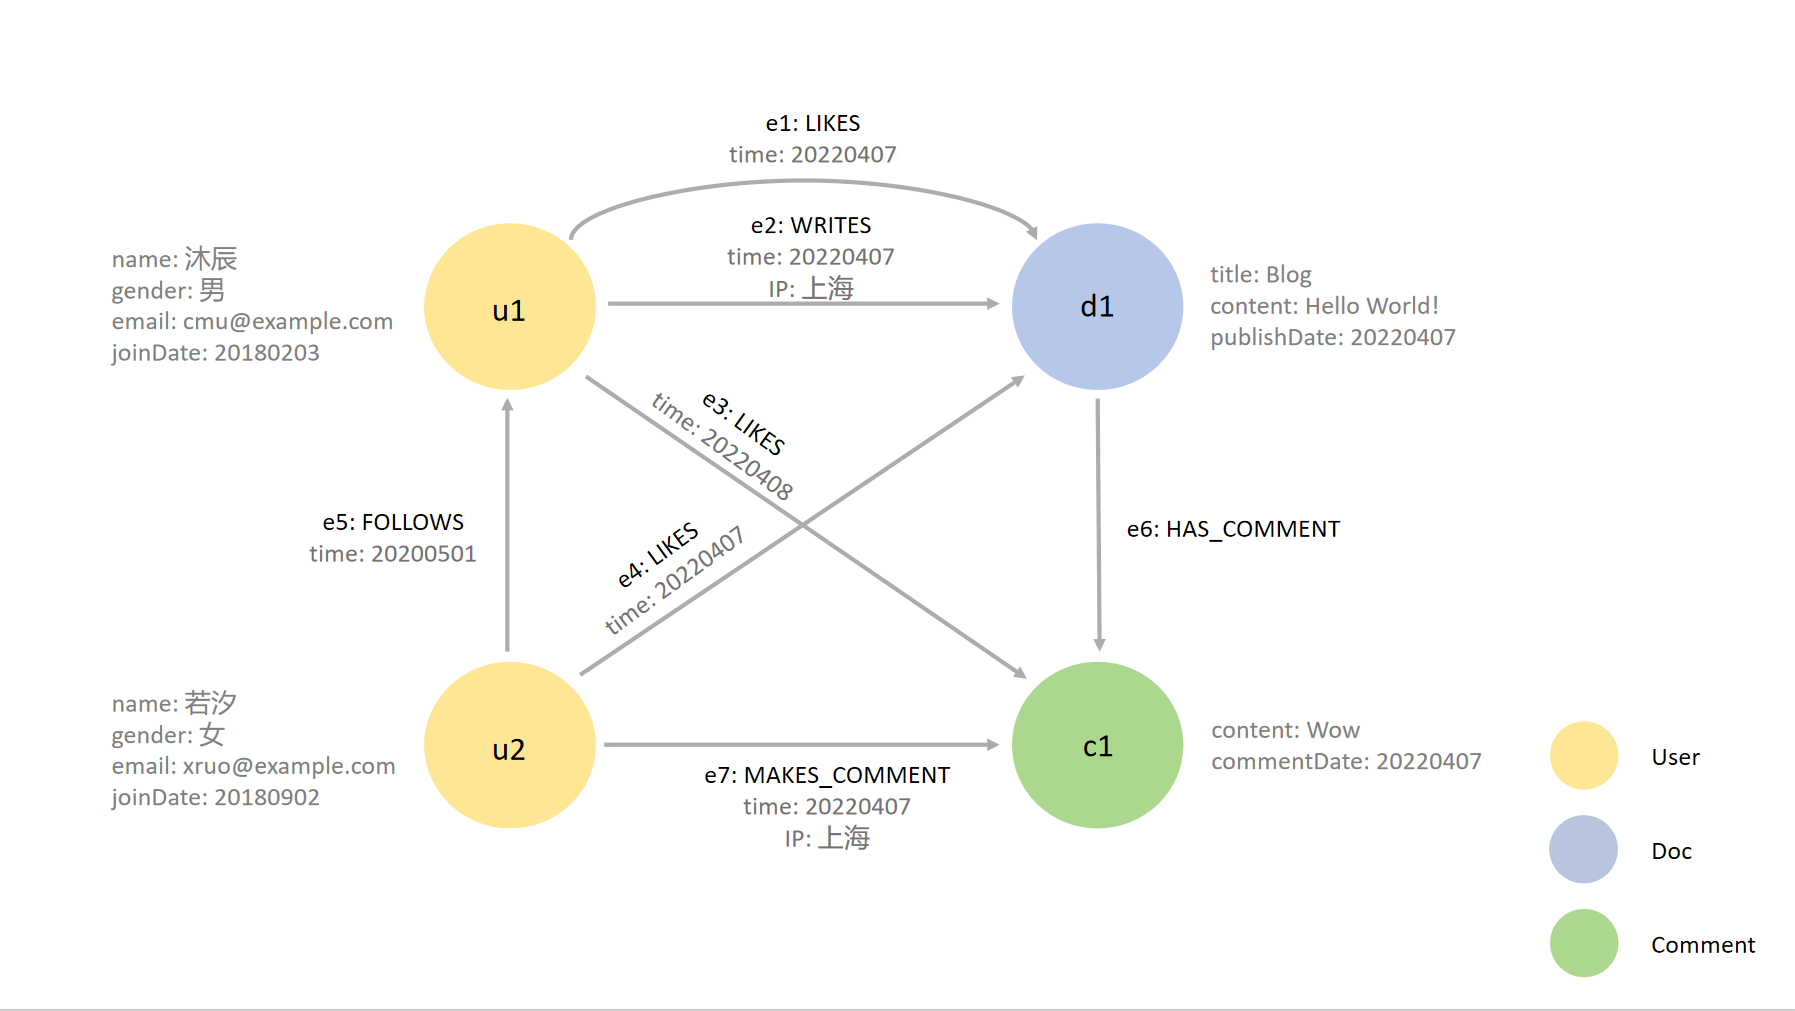 e1: LIKES
time: 20220407
e2: WRITES
time: 20220407
IP: 上海
name: 沐辰
gender: 男
email: cmu@example.com
joinDate: 20180203
u1
d1
title: Blog
content: Hello World!
publishDate: 20220407
e3: LIKES
time: 20220408
e4: LIKES
time: 20220407
e5: FOLLOWS
time: 20200501
e6: HAS_COMMENT
name: 若汐
gender: 女
email: xruo@example.com
joinDate: 20180902
u2
c1
e7: MAKES_COMMENT
time: 20220407
IP: 上海
content: Wow
commentDate: 20220407
User
Doc
Comment